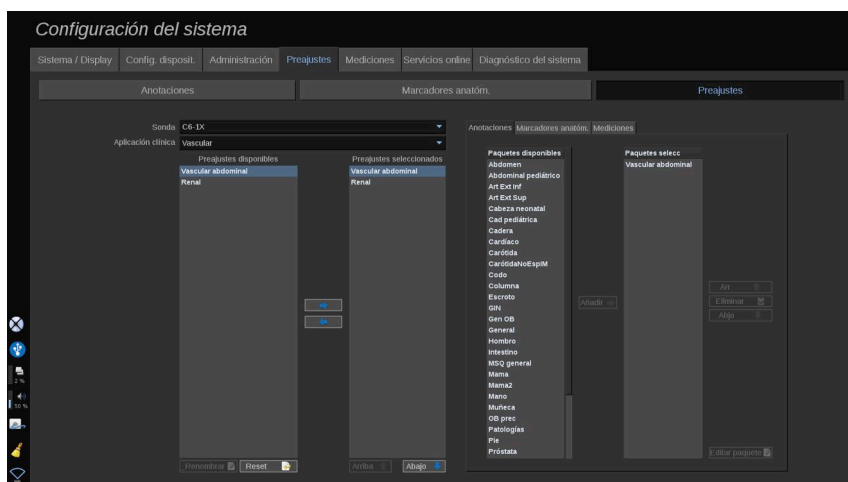 Configuración del sistema
Sistema / Display Config. disposit. Administración Preajustes Mediciones Servicios online Diagnóstico del sistema
Anotaciones Marcadores anatóm. Preajustes
Sonda C6-1X
Aplicación clínica Vascular
Preajustes disponibles Preajustes seleccionados
Vascular abdominal Vascular abdominal
Renal Renal
Renombrar Reset Arriba Abajo
Anotaciones Marcadores anatóm. Mediciones
Paquetes disponibles Paquetes selecc
Abdomen Vascular abdominal
Abdominal pediátrico
Art Ext Inf
Art Ext Sup
Cabeza neonatal
Cad pediátrica
Cadera
Cardíaco
Carótida
CarótidaNoEspIM
Codo
Columna
Escroto
GIN
Gen OB
General
Hombro
Intestino
MSQ general
Mama
Mama2
Mano
Muñeca
OB prec
Patologías
Pie
Próstata
Añadir
Arr
Eliminar
Abjo
Editar paquete
2 %
50 %